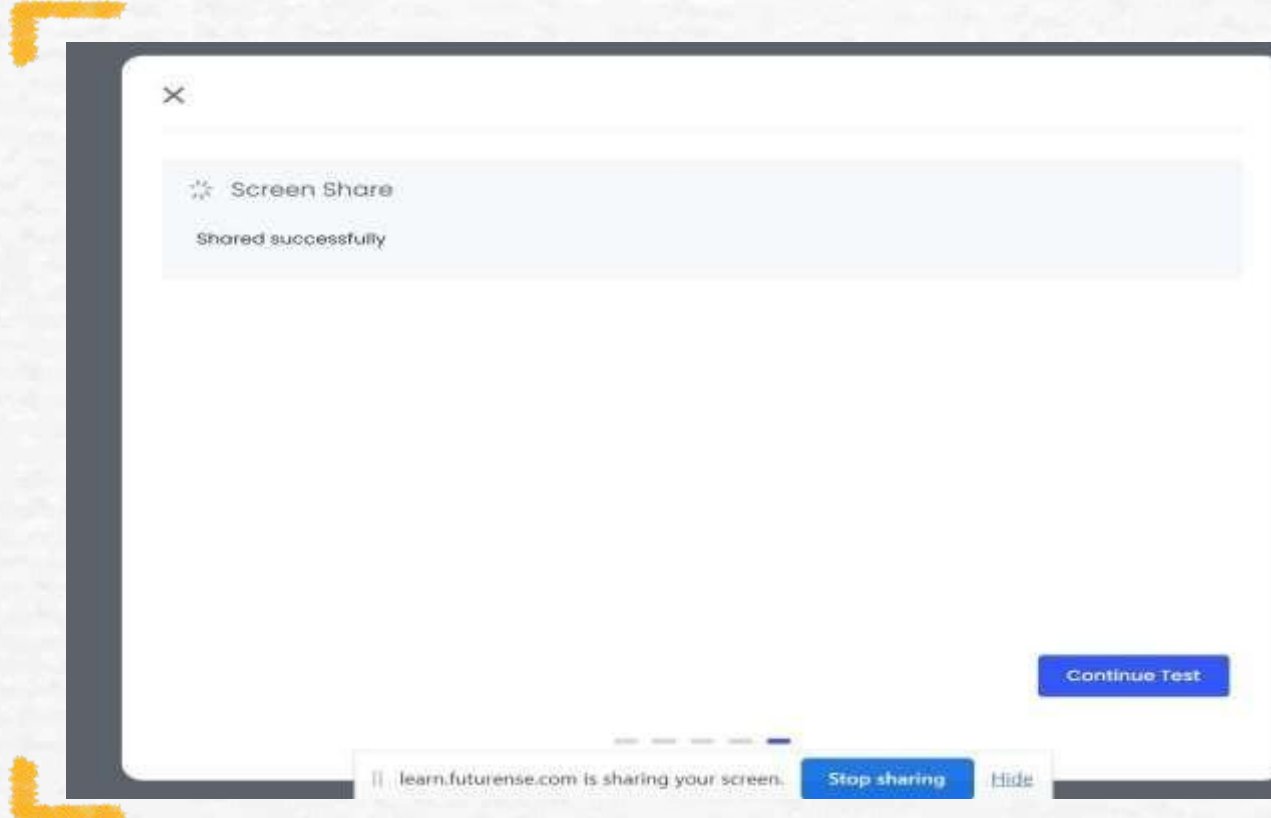 Screen Share
Shared successfully
Continue Test
learn.futurense.com is sharing your screen. Stop sharing Hide